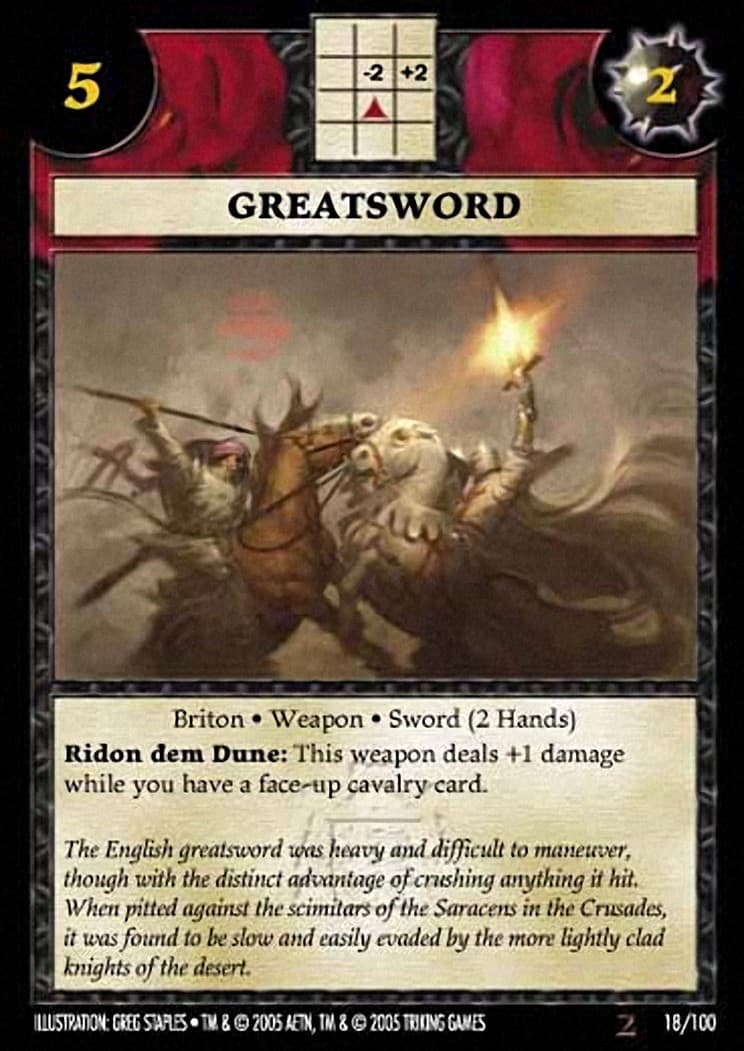 5
-2 +2
2
GREATSWORD
Briton • Weapon • Sword (2 Hands)
Ridon dem Dune: This weapon deals +1 damage
while you have a face-up cavalry card.
The English greatsword was heavy and difficult to maneuver,
though with the distinct advantage of crushing anything it hit.
When pitted against the scimitars of the Saracens in the Crusades,
it was found to be slow and easily evaded by the more lightly clad
knights of the desert.
ILLUSTRATION: GREG STAPLES • TM & © 2005 AETN, TM & © 2005 TRIKING GAMES
2 18/100